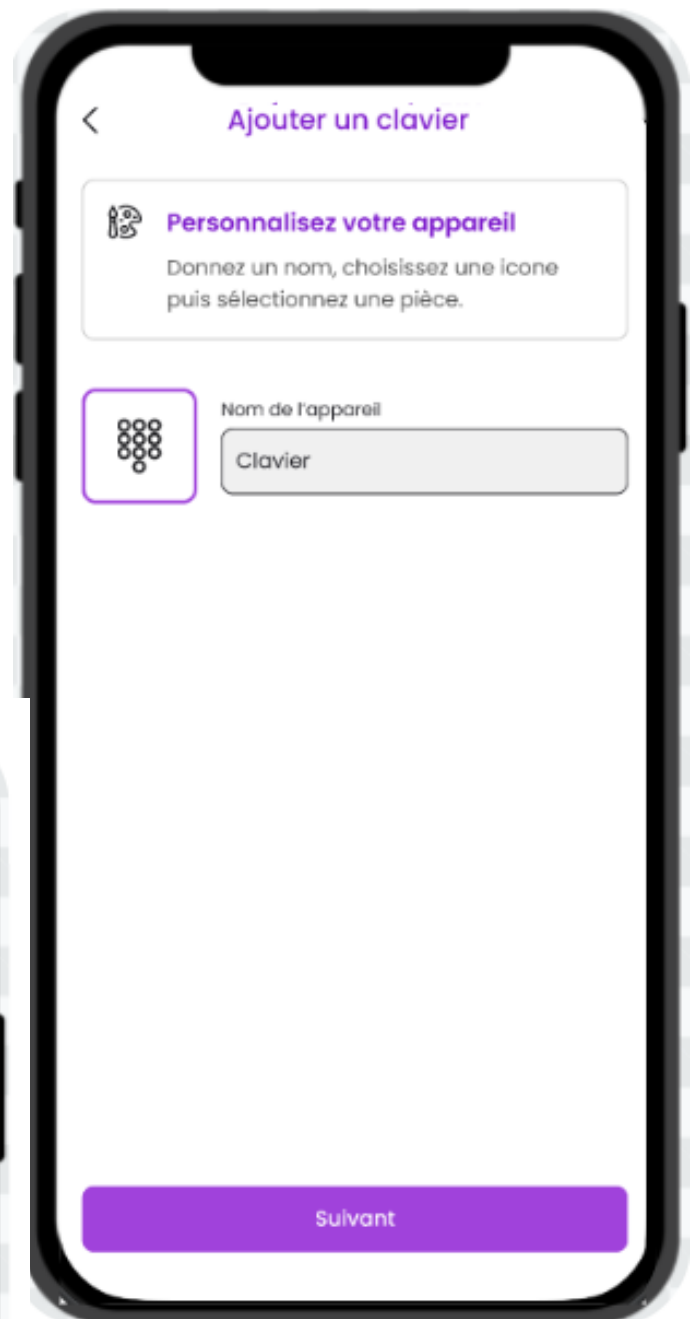 Ajouter un clavier
Personnalisez votre appareil
Donnez un nom, choisissez une icone
puis sélectionnez une pièce.
Nom de l'appareil
Clavier
Suivant